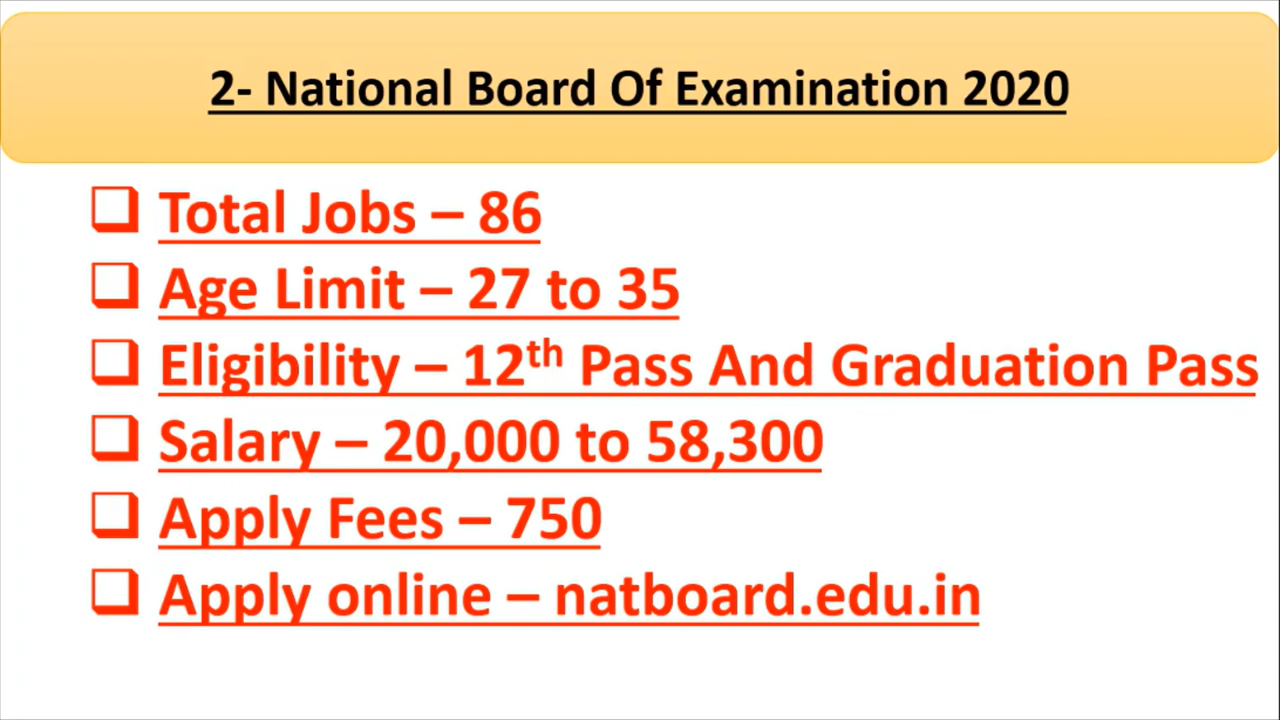 2- National Board Of Examination 2020
Total Jobs – 86
Age Limit – 27 to 35
Eligibility – 12th Pass And Graduation Pass
Salary – 20,000 to 58,300
Apply Fees – 750
Apply online – natboard.edu.in